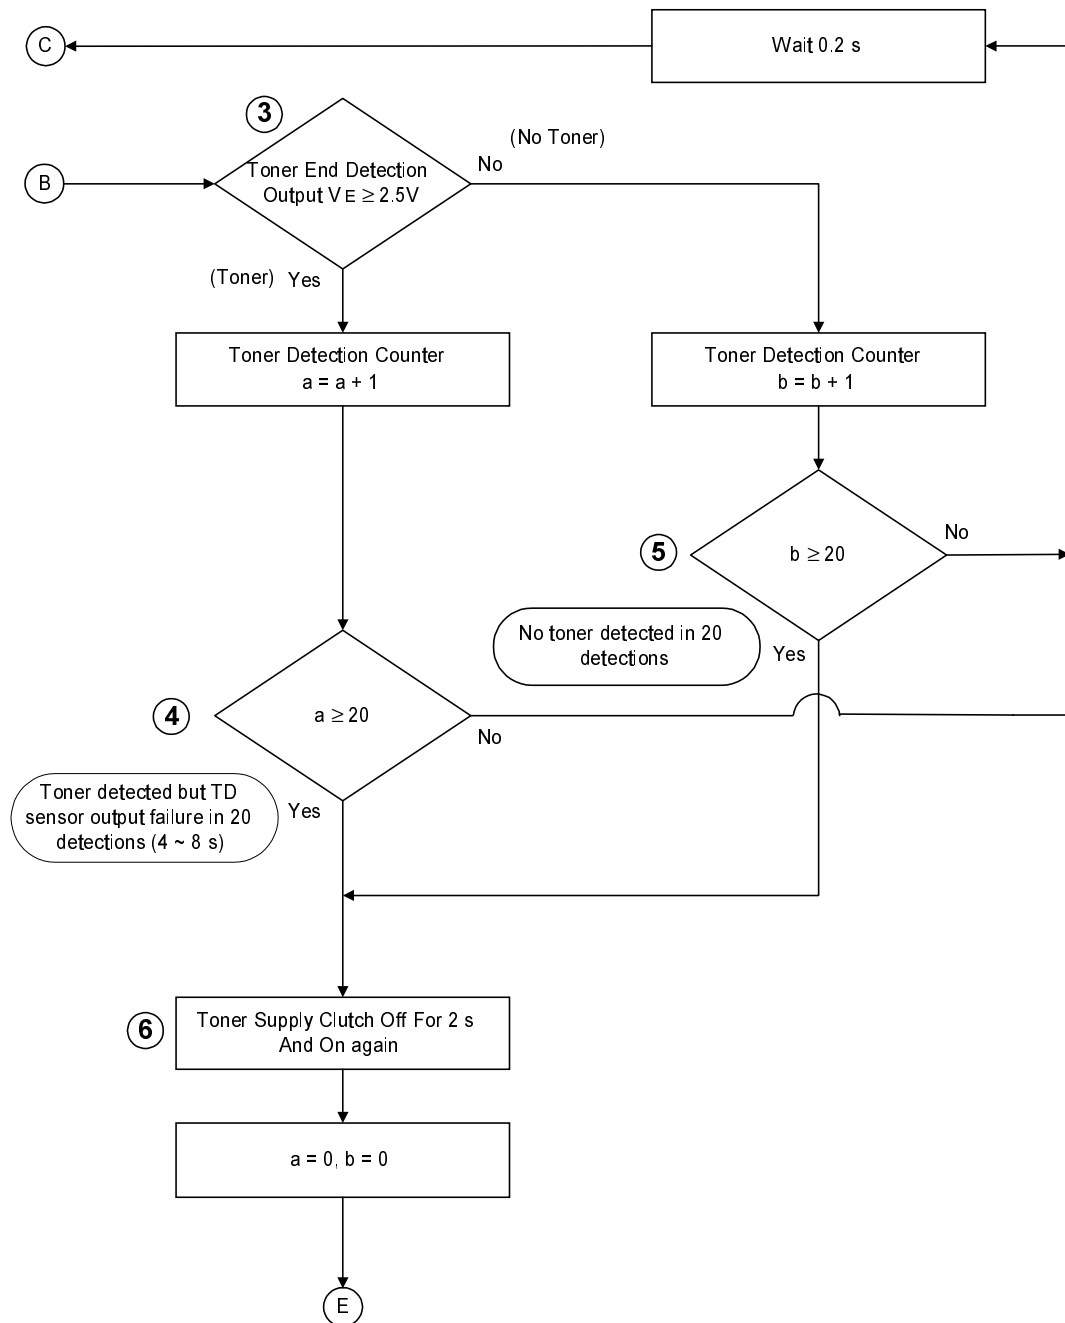 C
Wait 0.2 s
3
(No Toner)
B
Toner End Detection
Output VE ≥ 2.5V
No
(Toner) Yes
Toner Detection Counter
a = a + 1
Toner Detection Counter
b = b + 1
5
b ≥ 20
No
No toner detected in 20
detections
Yes
4
a ≥ 20
No
Toner detected but TD
sensor output failure in 20
detections (4 ~ 8 s)
Yes
6
Toner Supply Clutch Off For 2 s
And On again
a = 0, b = 0
E